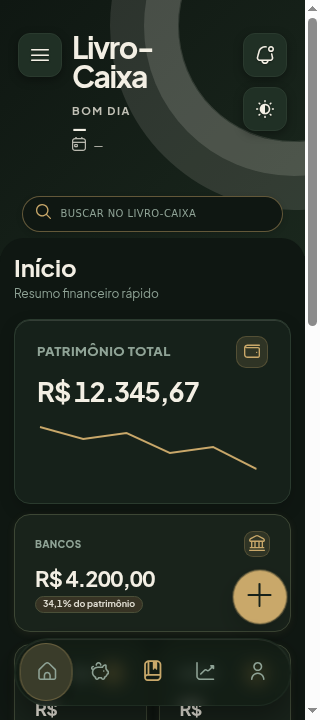 Livro-
Caixa
BOM DIA
—
—
BUSCAR NO LIVRO-CAIXA
Início
Resumo financeiro rápido
PATRIMÔNIO TOTAL
R$ 12.345,67
BANCOS
R$ 4.200,00
34,1% do patrimônio
R$
R$